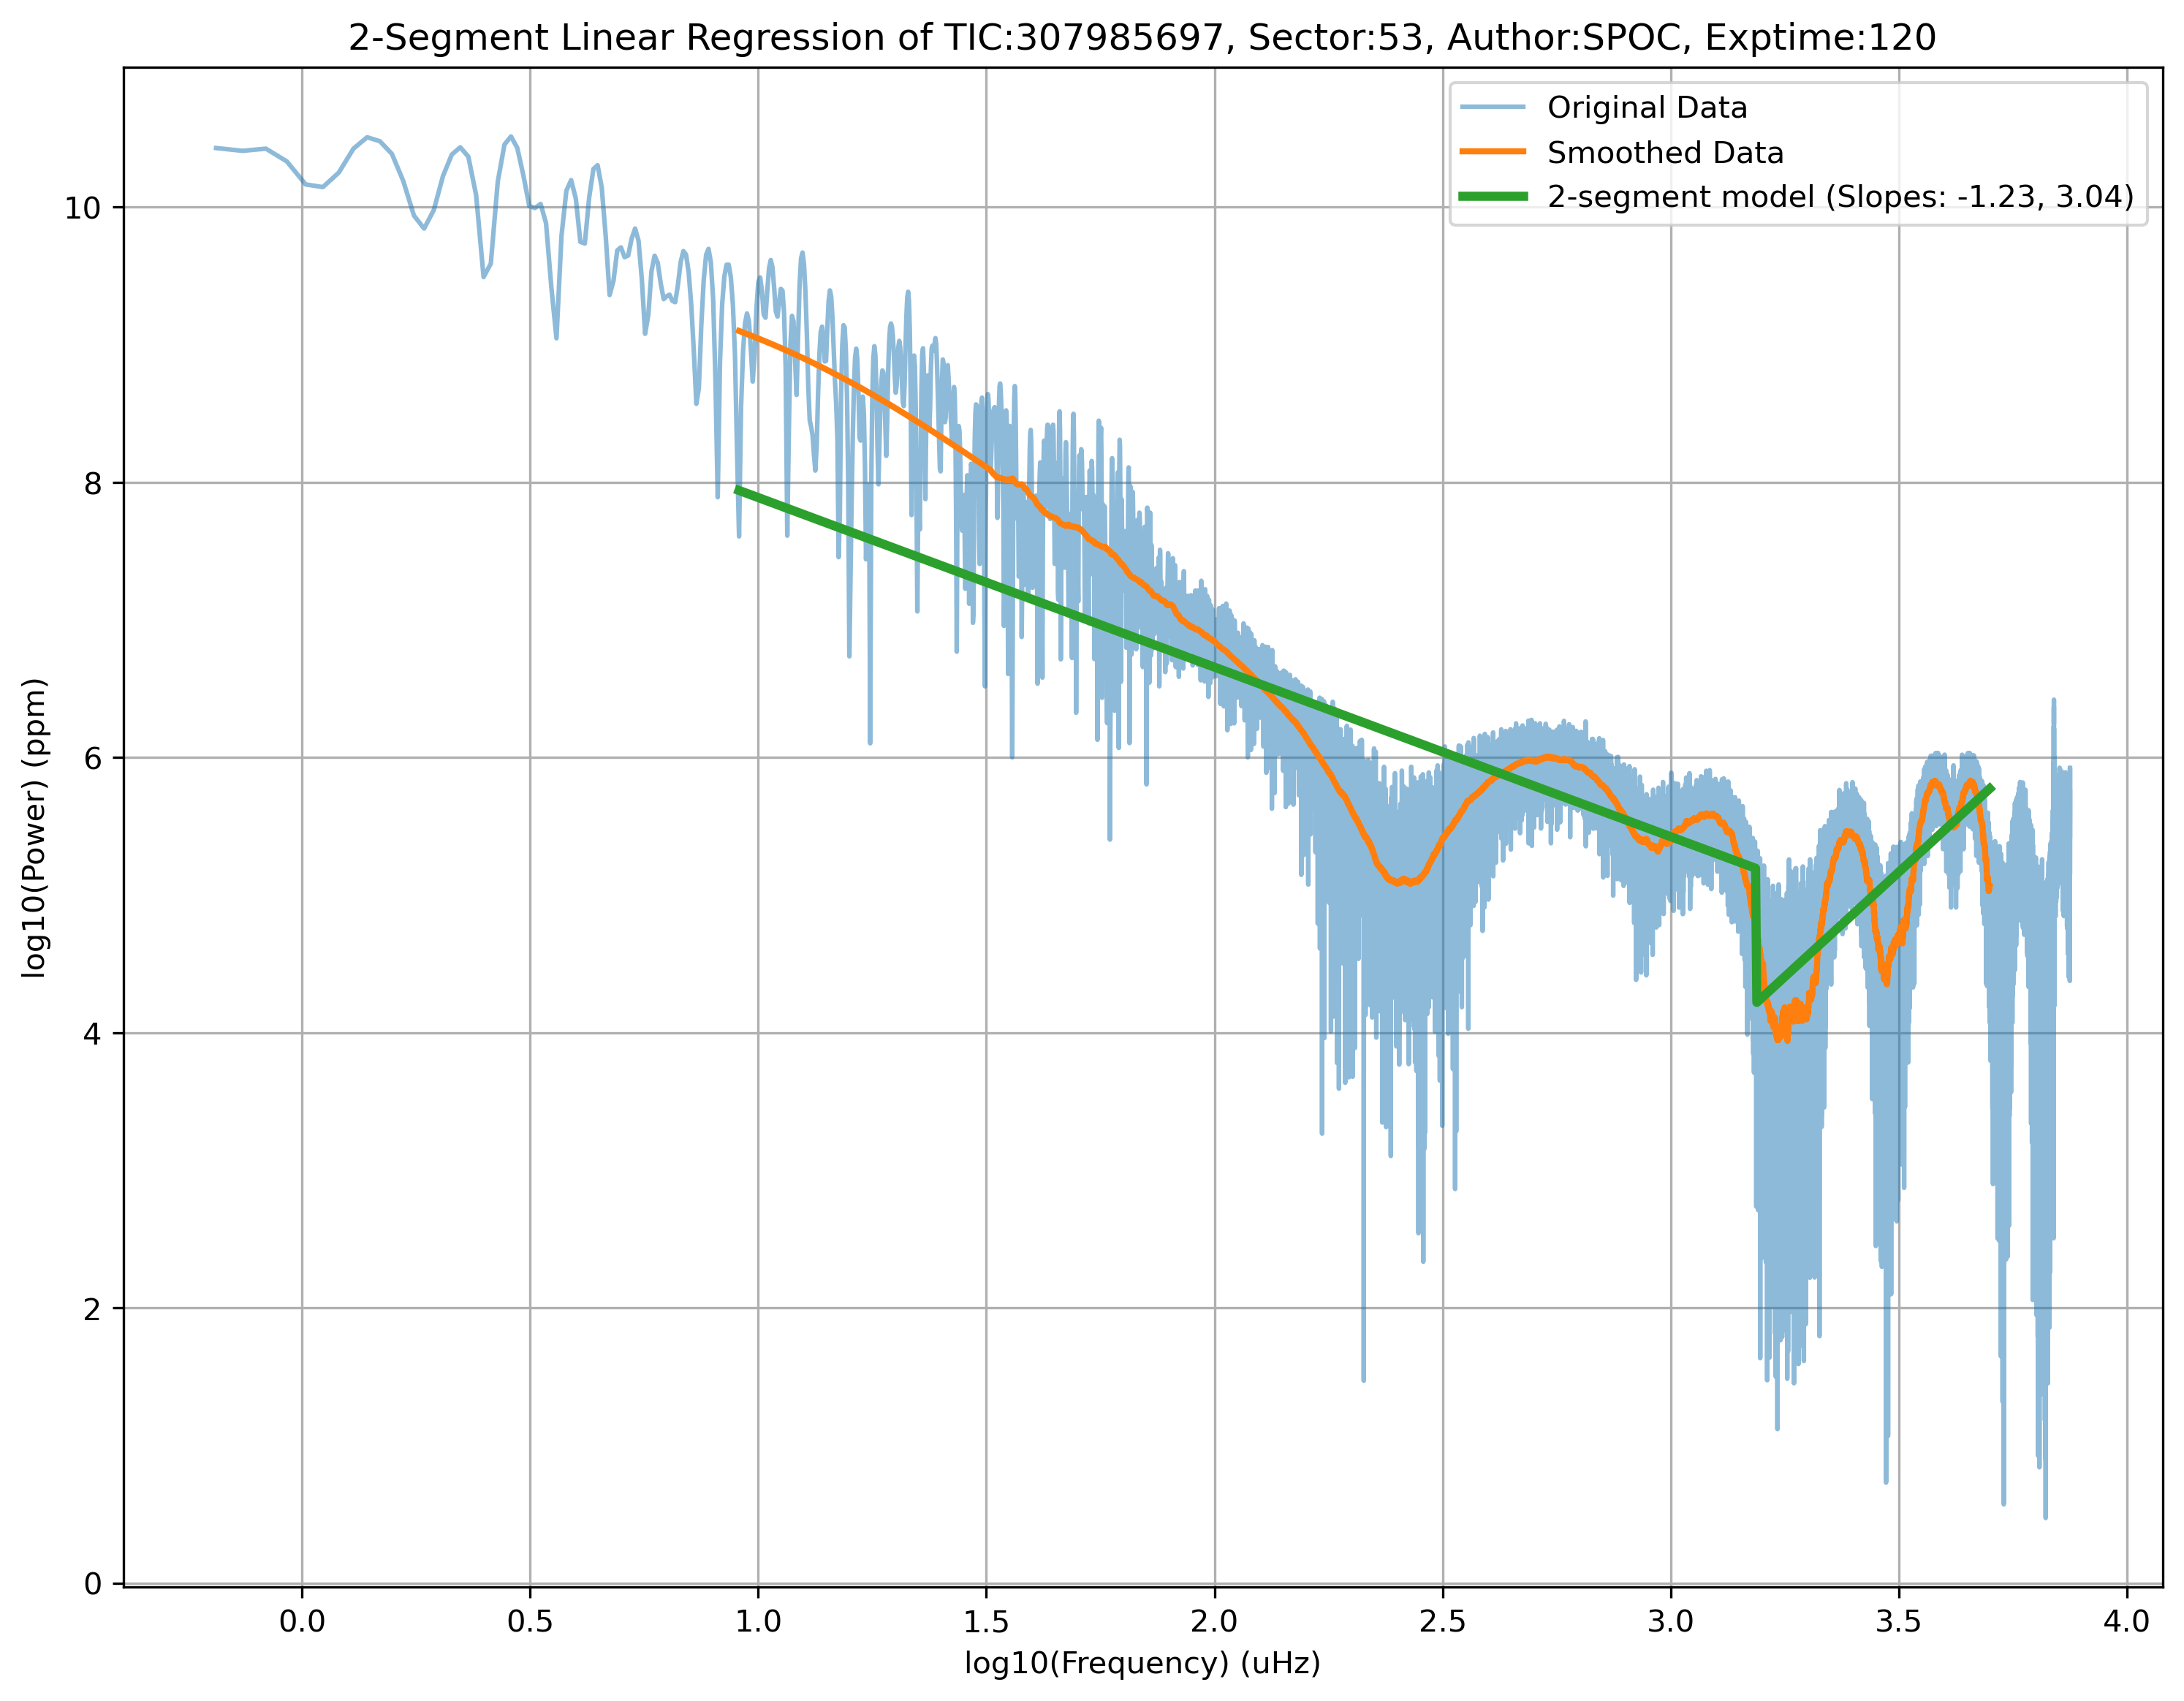 2-Segment Linear Regression of TIC:307985697, Sector:53, Author:SPOC, Exptime:120
Original Data
Smoothed Data
2-segment model (Slopes: -1.23, 3.04)
log10(Power) (ppm)
10
8
6
4
2
0
0.0 0.5 1.0 1.5 2.0 2.5 3.0 3.5 4.0
log10(Frequency) (uHz)